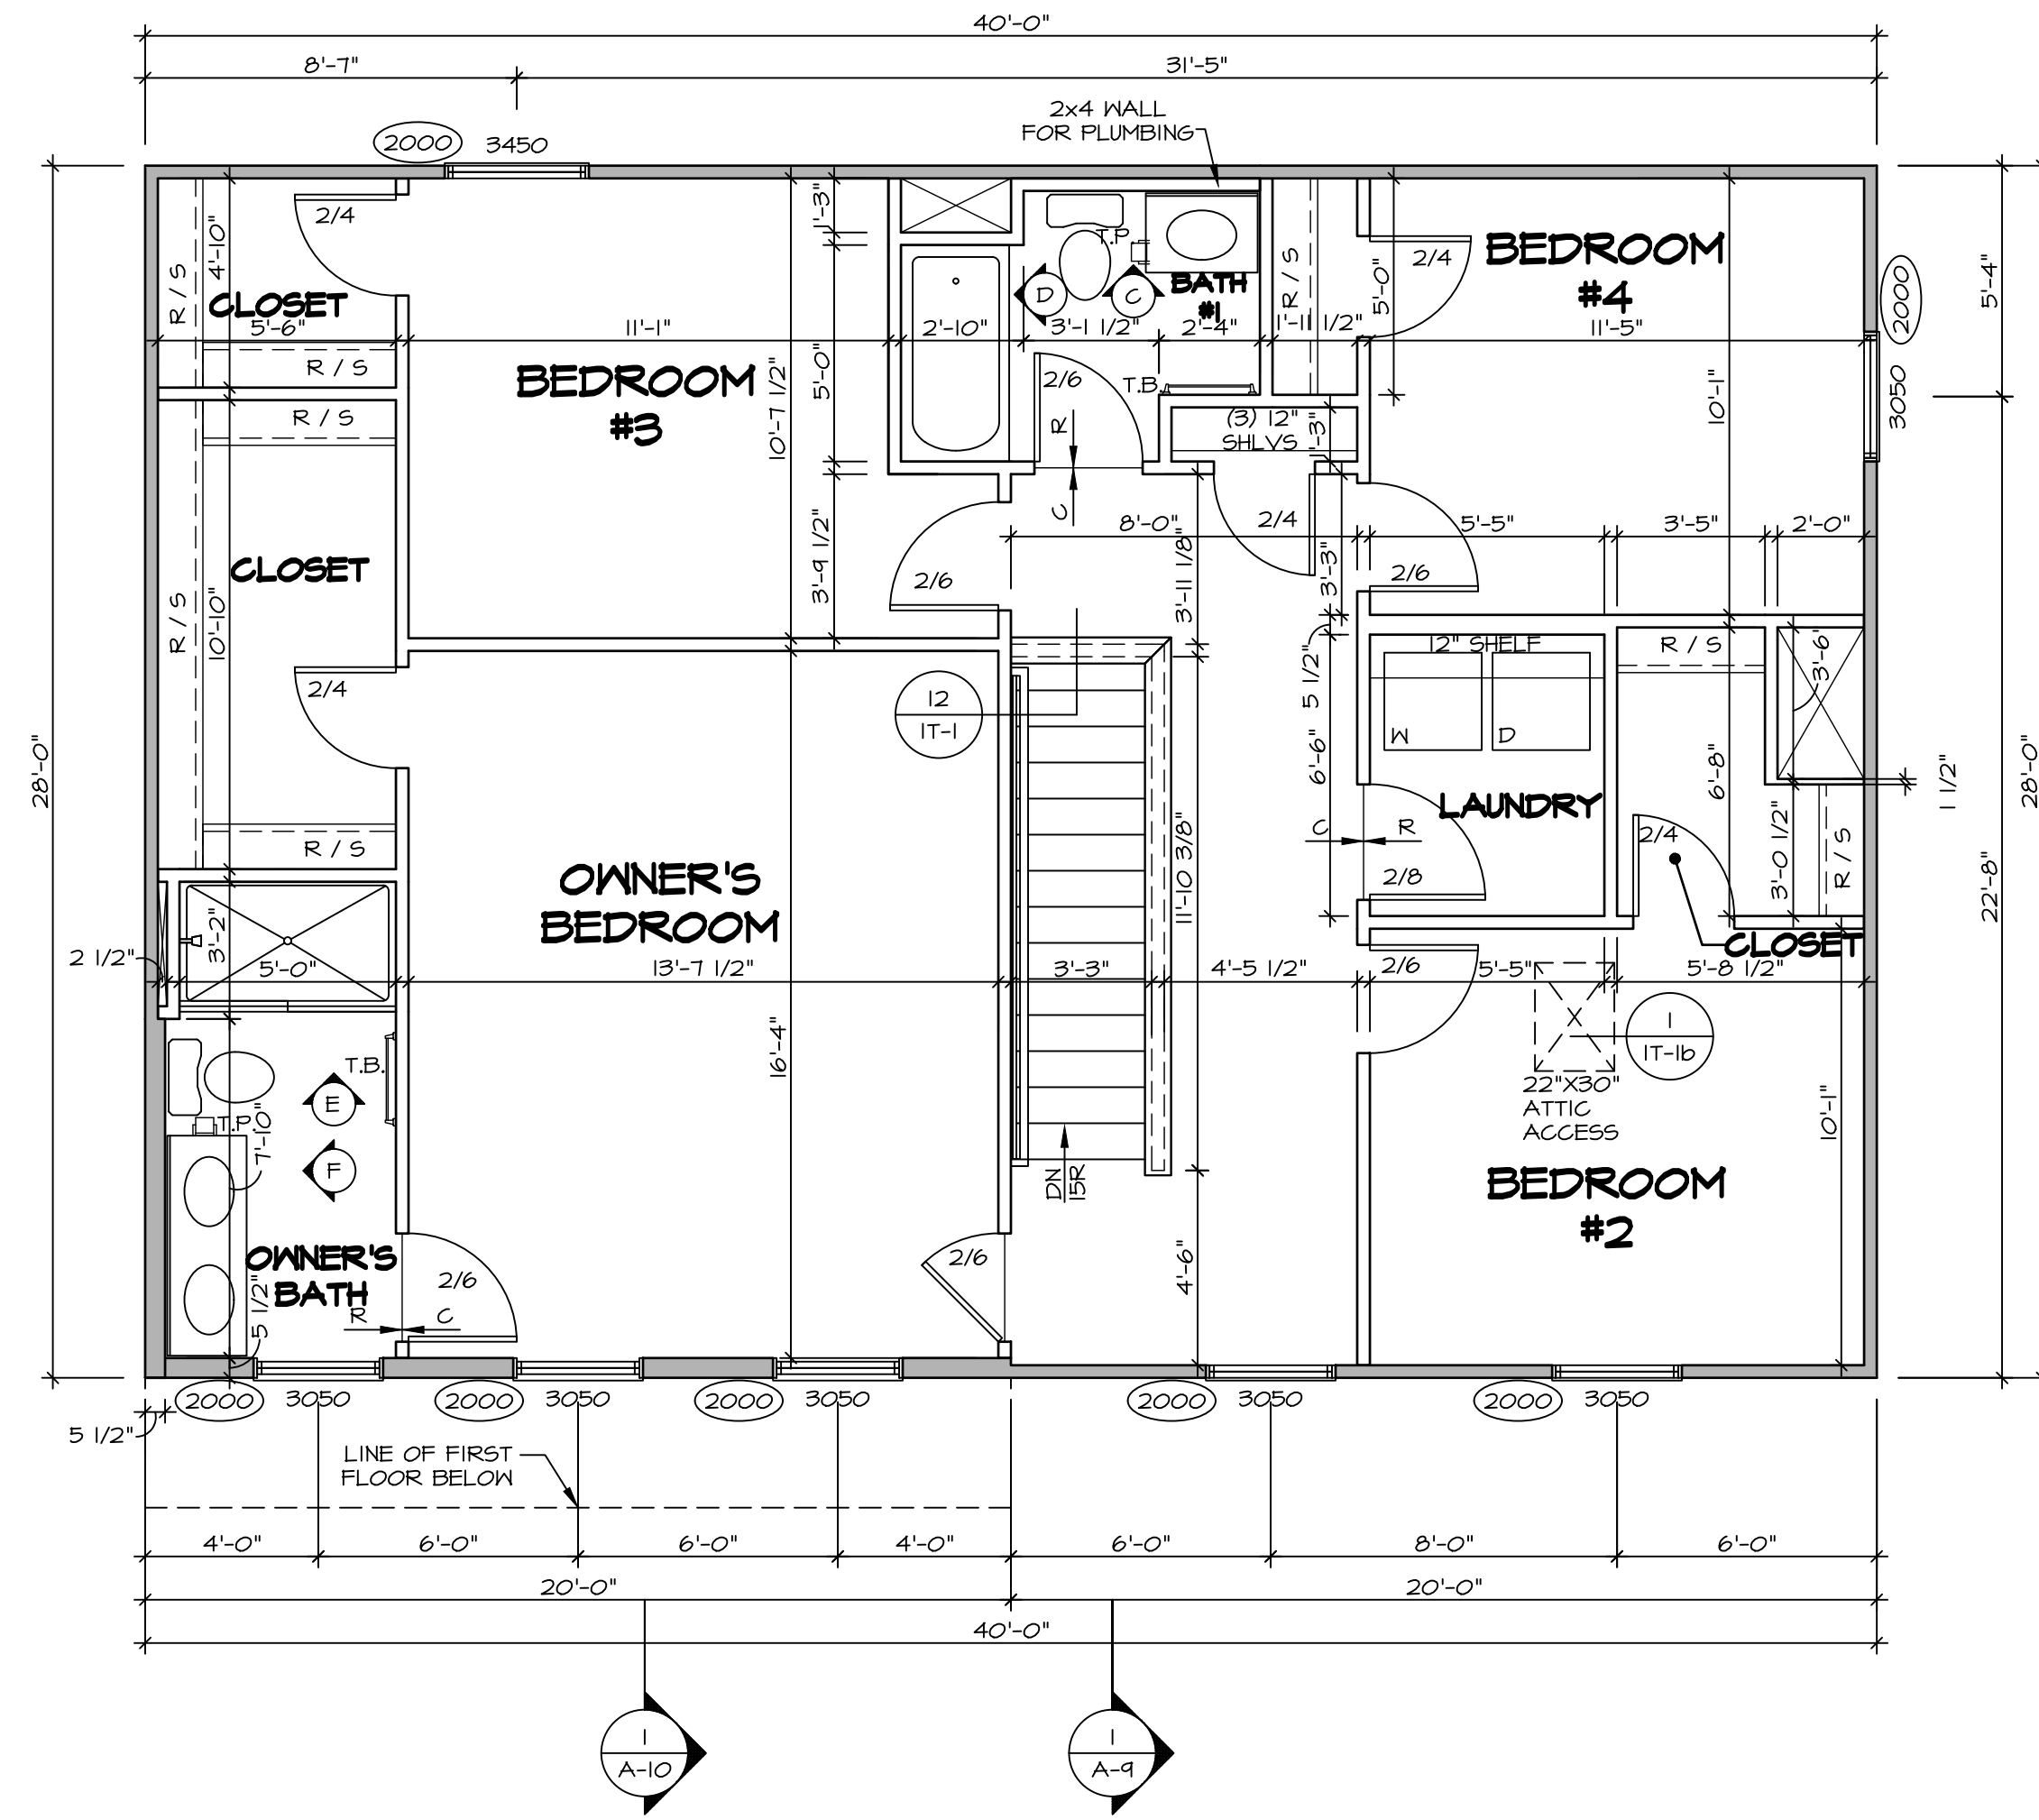 40'-0"
8'-7"
31'-5"
2x4 WALL
FOR PLUMBING
2000
3450
2/4
4'-10"
R / S
CLOSET
5'-6"
R / S
11'-1"
BEDROOM
#3
10'-7 1/2"
1'-3"
5'-0"
3'-9 1/2"
T.P.
D
C
BATH
#1
2'-10"
3'-1 1/2"
2'-4"
1'-11 1/2"
R / S
5'-0"
2/4
BEDROOM
#4
11'-5"
10'-1"
2000
3050
5'-4"
2/6
T.B.
R
C
(3) 12"
SHLVS
R / S
CLOSET
R / S
10'-10"
R / S
2/4
2/6
8'-0"
2/4
3'-11 1/8"
3'-3"
5'-5"
3'-5"
2'-0"
2/6
12
IT-1
5 1/2"
12" SHELF
W
D
R / S
3'-6"
28'-0"
6'-6"
LAUNDRY
6'-8"
1 1/2"
28'-0"
C
R
2/8
2/4
3'-0 1/2"
R / S
22'-8"
OWNER'S
BEDROOM
11'-10 3/8"
CLOSET
2 1/2"
3'-2"
5'-0"
13'-7 1/2"
3'-3"
4'-5 1/2"
2/6
5'-5"
5'-8 1/2"
16'-4"
1
IT-1b
22"X30"
ATTIC
ACCESS
10'-1"
T.B.
E
T.P.
7'-10"
F
DN
15R
BEDROOM
#2
OWNER'S
BATH
5 1/2"
R
C
2/6
2/6
4'-6"
2000
3050
2000
3050
2000
3050
2000
3050
2000
3050
5 1/2"
LINE OF FIRST
FLOOR BELOW
4'-0"
6'-0"
6'-0"
4'-0"
6'-0"
8'-0"
6'-0"
20'-0"
20'-0"
40'-0"
1
A-10
1
A-9